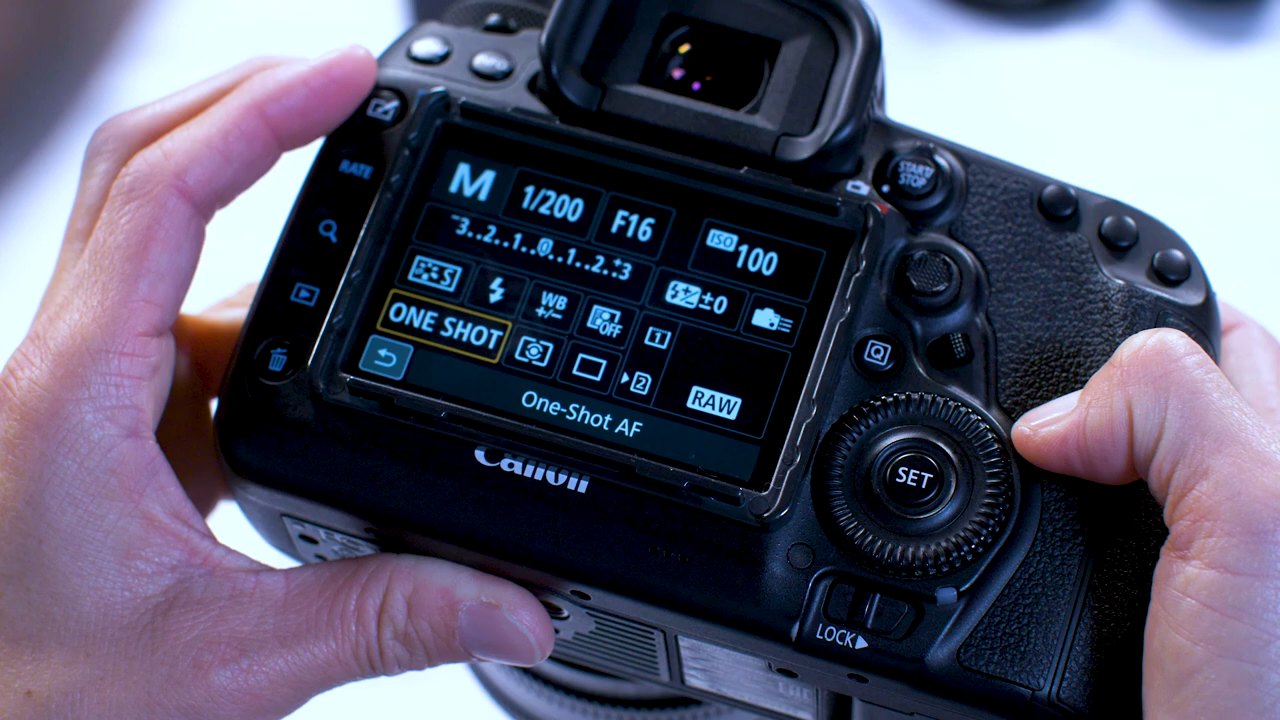 INFO
RATE
START/
STOP
M 1/200 F16 ISO 100
-3..2..1..0..1..2..+3
S WB +/- OFF ±0
ONE SHOT 1
2 RAW
One-Shot AF
Q
Canon
SET
LOCK